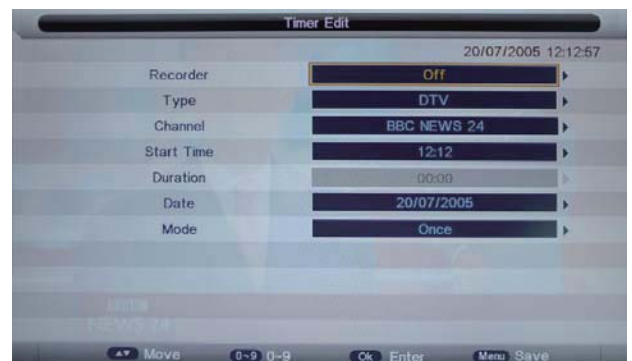 Timer Edit
20/07/2005 12:12:57
Recorder Off
Type DTV
Channel BBC NEWS 24
Start Time 12:12
Duration 00:00
Date 20/07/2005
Mode Once
NEWS 24
Move 0~9 0~9 Ok Enter Menu Save